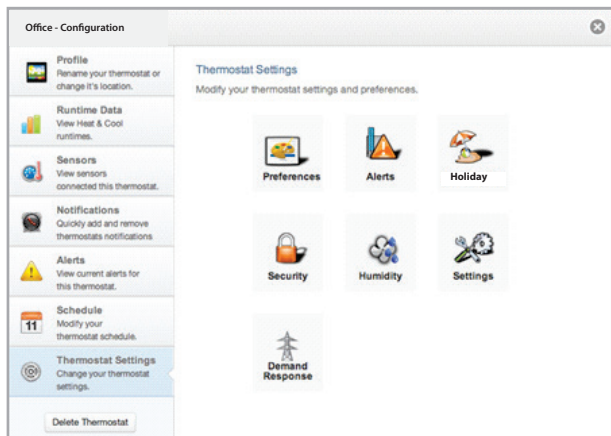 Office - Configuration
Profile
Rename your thermostat or
change it's location.
Runtime Data
View Heat & Cool
runtimes.
Sensors
View sensors
connected this thermostat.
Notifications
Quickly add and remove
thermostats notifications
Alerts
View current alerts for
this thermostat.
11
Schedule
Modify your
thermostat schedule.
Thermostat Settings
Change your thermostat
settings.
Delete Thermostat
Thermostat Settings
Modify your thermostat settings and preferences.
Preferences
Alerts
Holiday
Security
Humidity
Settings
Demand
Response